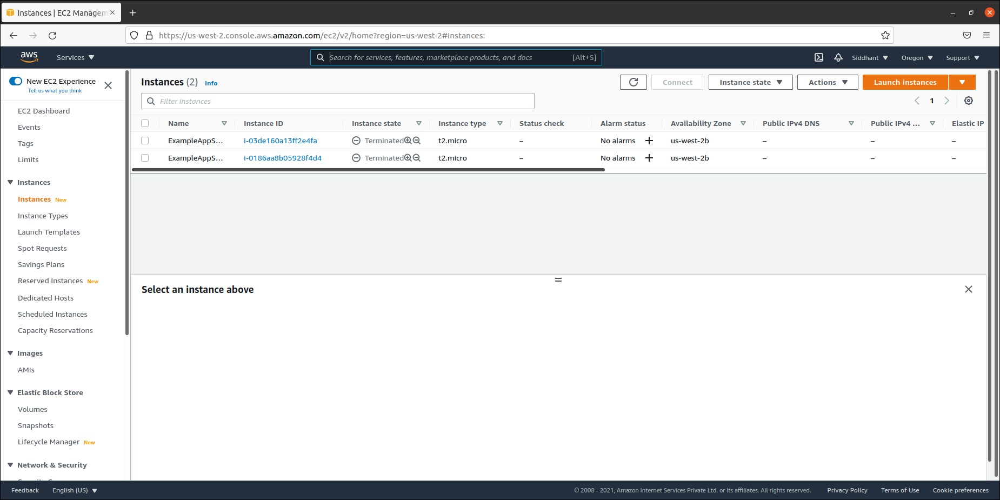 Instances | EC2 Managem
https://us-west-2.console.aws.amazon.com/ec2/v2/home?region=us-west-2#Instances:
aws Services Search for services, features, marketplace products, and docs [Alt+S] Siddhant Oregon Support
New EC2 Experience
Tell us what you think
EC2 Dashboard
Events
Tags
Limits
Instances
Instances New
Instance Types
Launch Templates
Spot Requests
Savings Plans
Reserved Instances New
Dedicated Hosts
Scheduled Instances
Capacity Reservations
Images
AMIs
Elastic Block Store
Volumes
Snapshots
Lifecycle Manager New
Network & Security
Instances (2) Info Connect Instance state Actions Launch instances
Filter instances 1
Name Instance ID Instance state Instance type Status check Alarm status Availability Zone Public IPv4 DNS Public IPv4 ... Elastic IP
ExampleAppS... i-03de160a13ff2e4fa Terminated t2.micro – No alarms + us-west-2b – – –
ExampleAppS... i-0186aa8b05928f4d4 Terminated t2.micro – No alarms + us-west-2b – – –
Select an instance above
Feedback English (US) © 2008 - 2021, Amazon Internet Services Private Ltd. or its affiliates. All rights reserved. Privacy Policy Terms of Use Cookie preferences